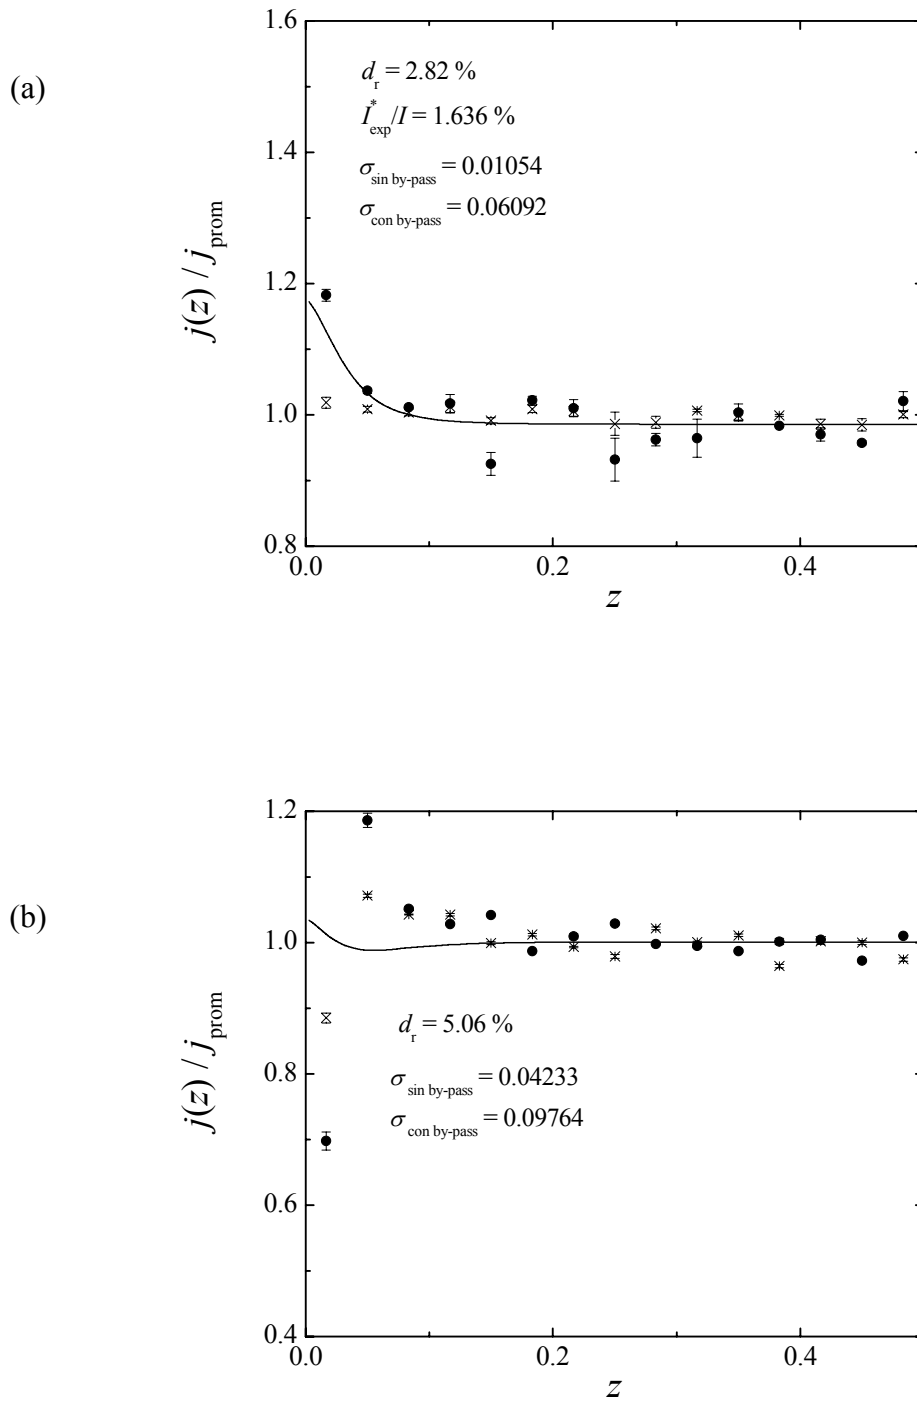 (a)
1.6
1.4
1.2
1.0
0.8
j(z) / j_prom
d_r = 2.82 %
I*_exp/I = 1.636 %
σ_sin by-pass = 0.01054
σ_con by-pass = 0.06092
0.0 0.2 0.4
z
(b)
1.2
1.0
0.8
0.6
0.4
j(z) / j_prom
d_r = 5.06 %
σ_sin by-pass = 0.04233
σ_con by-pass = 0.09764
0.0 0.2 0.4
z